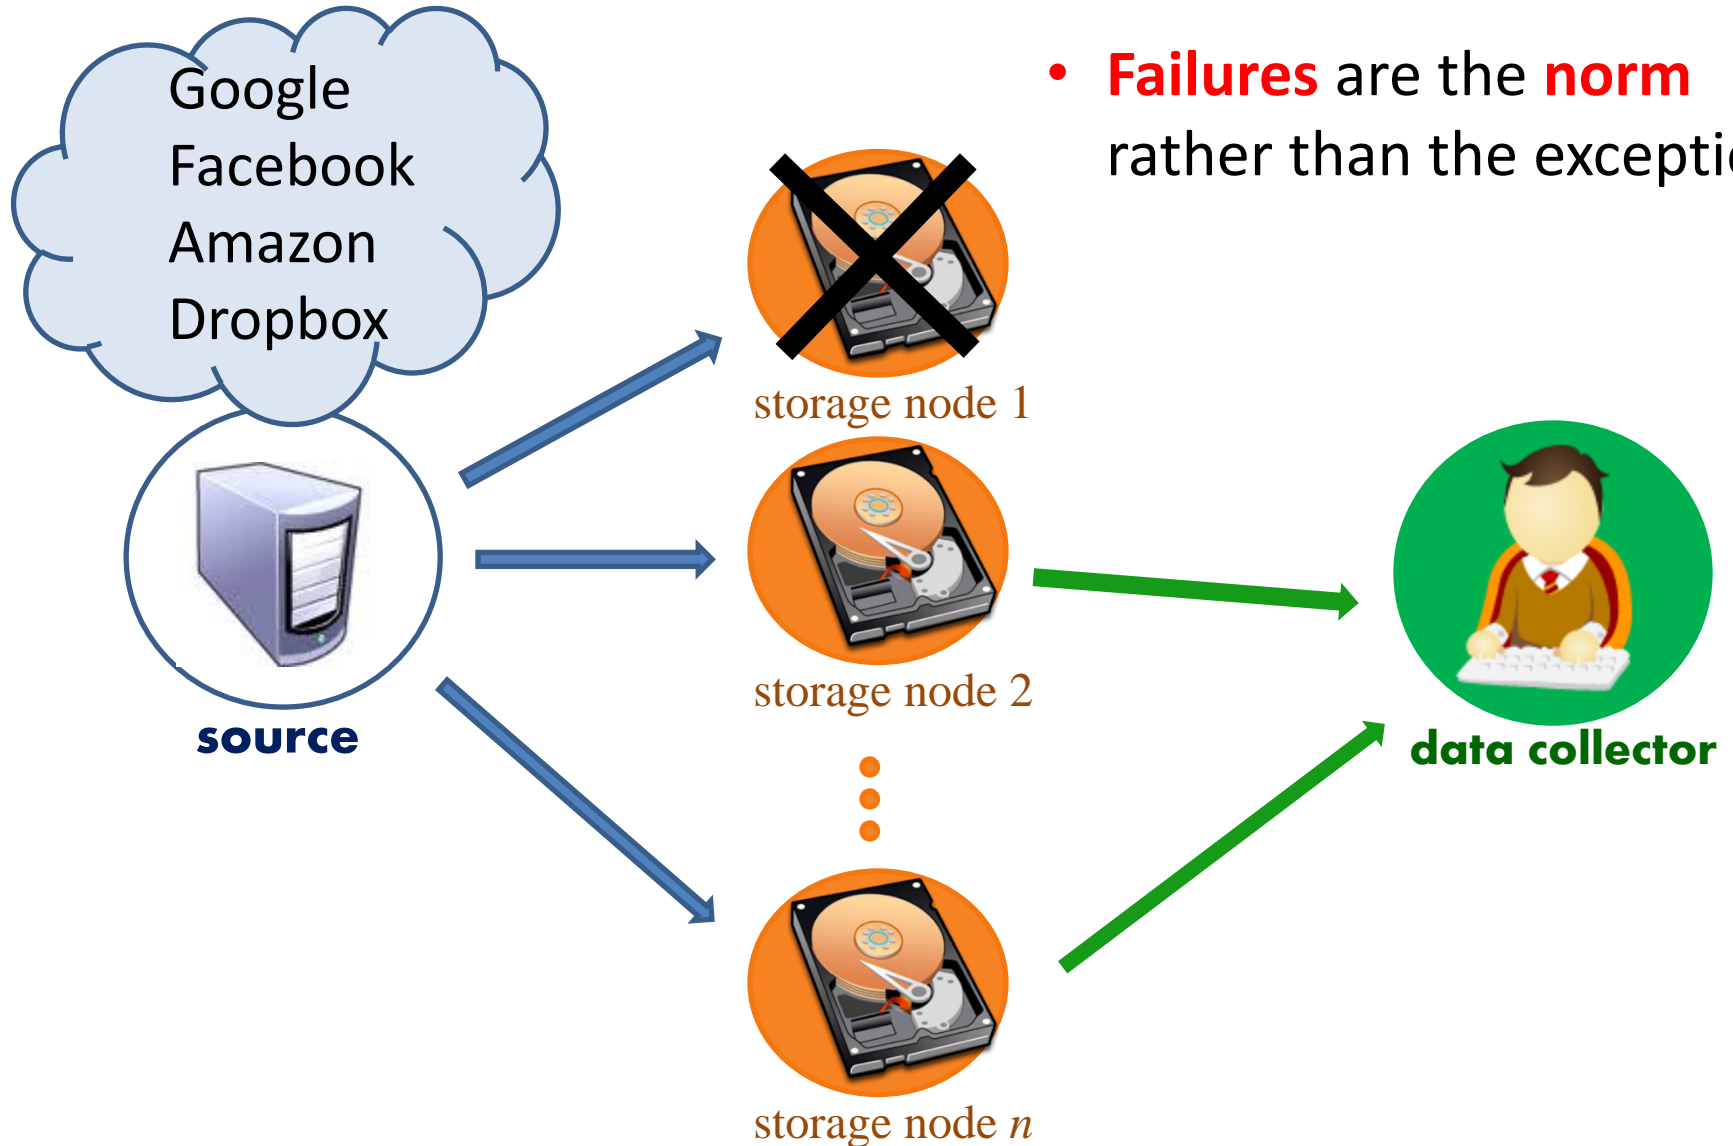 Google
Facebook
Amazon
Dropbox
• Failures are the norm
rather than the
storage node 1
storage node 2
source
data collector
storage node n